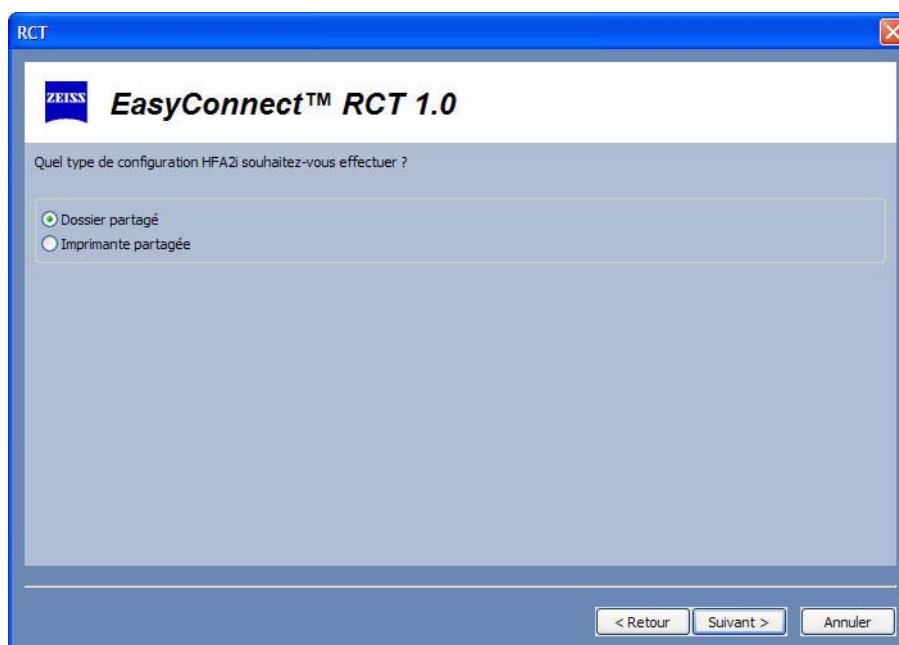 RCT
ZEISS
EasyConnect™ RCT 1.0
Quel type de configuration HFA2i souhaitez-vous effectuer ?
Dossier partagé
Imprimante partagée
< Retour
Suivant >
Annuler